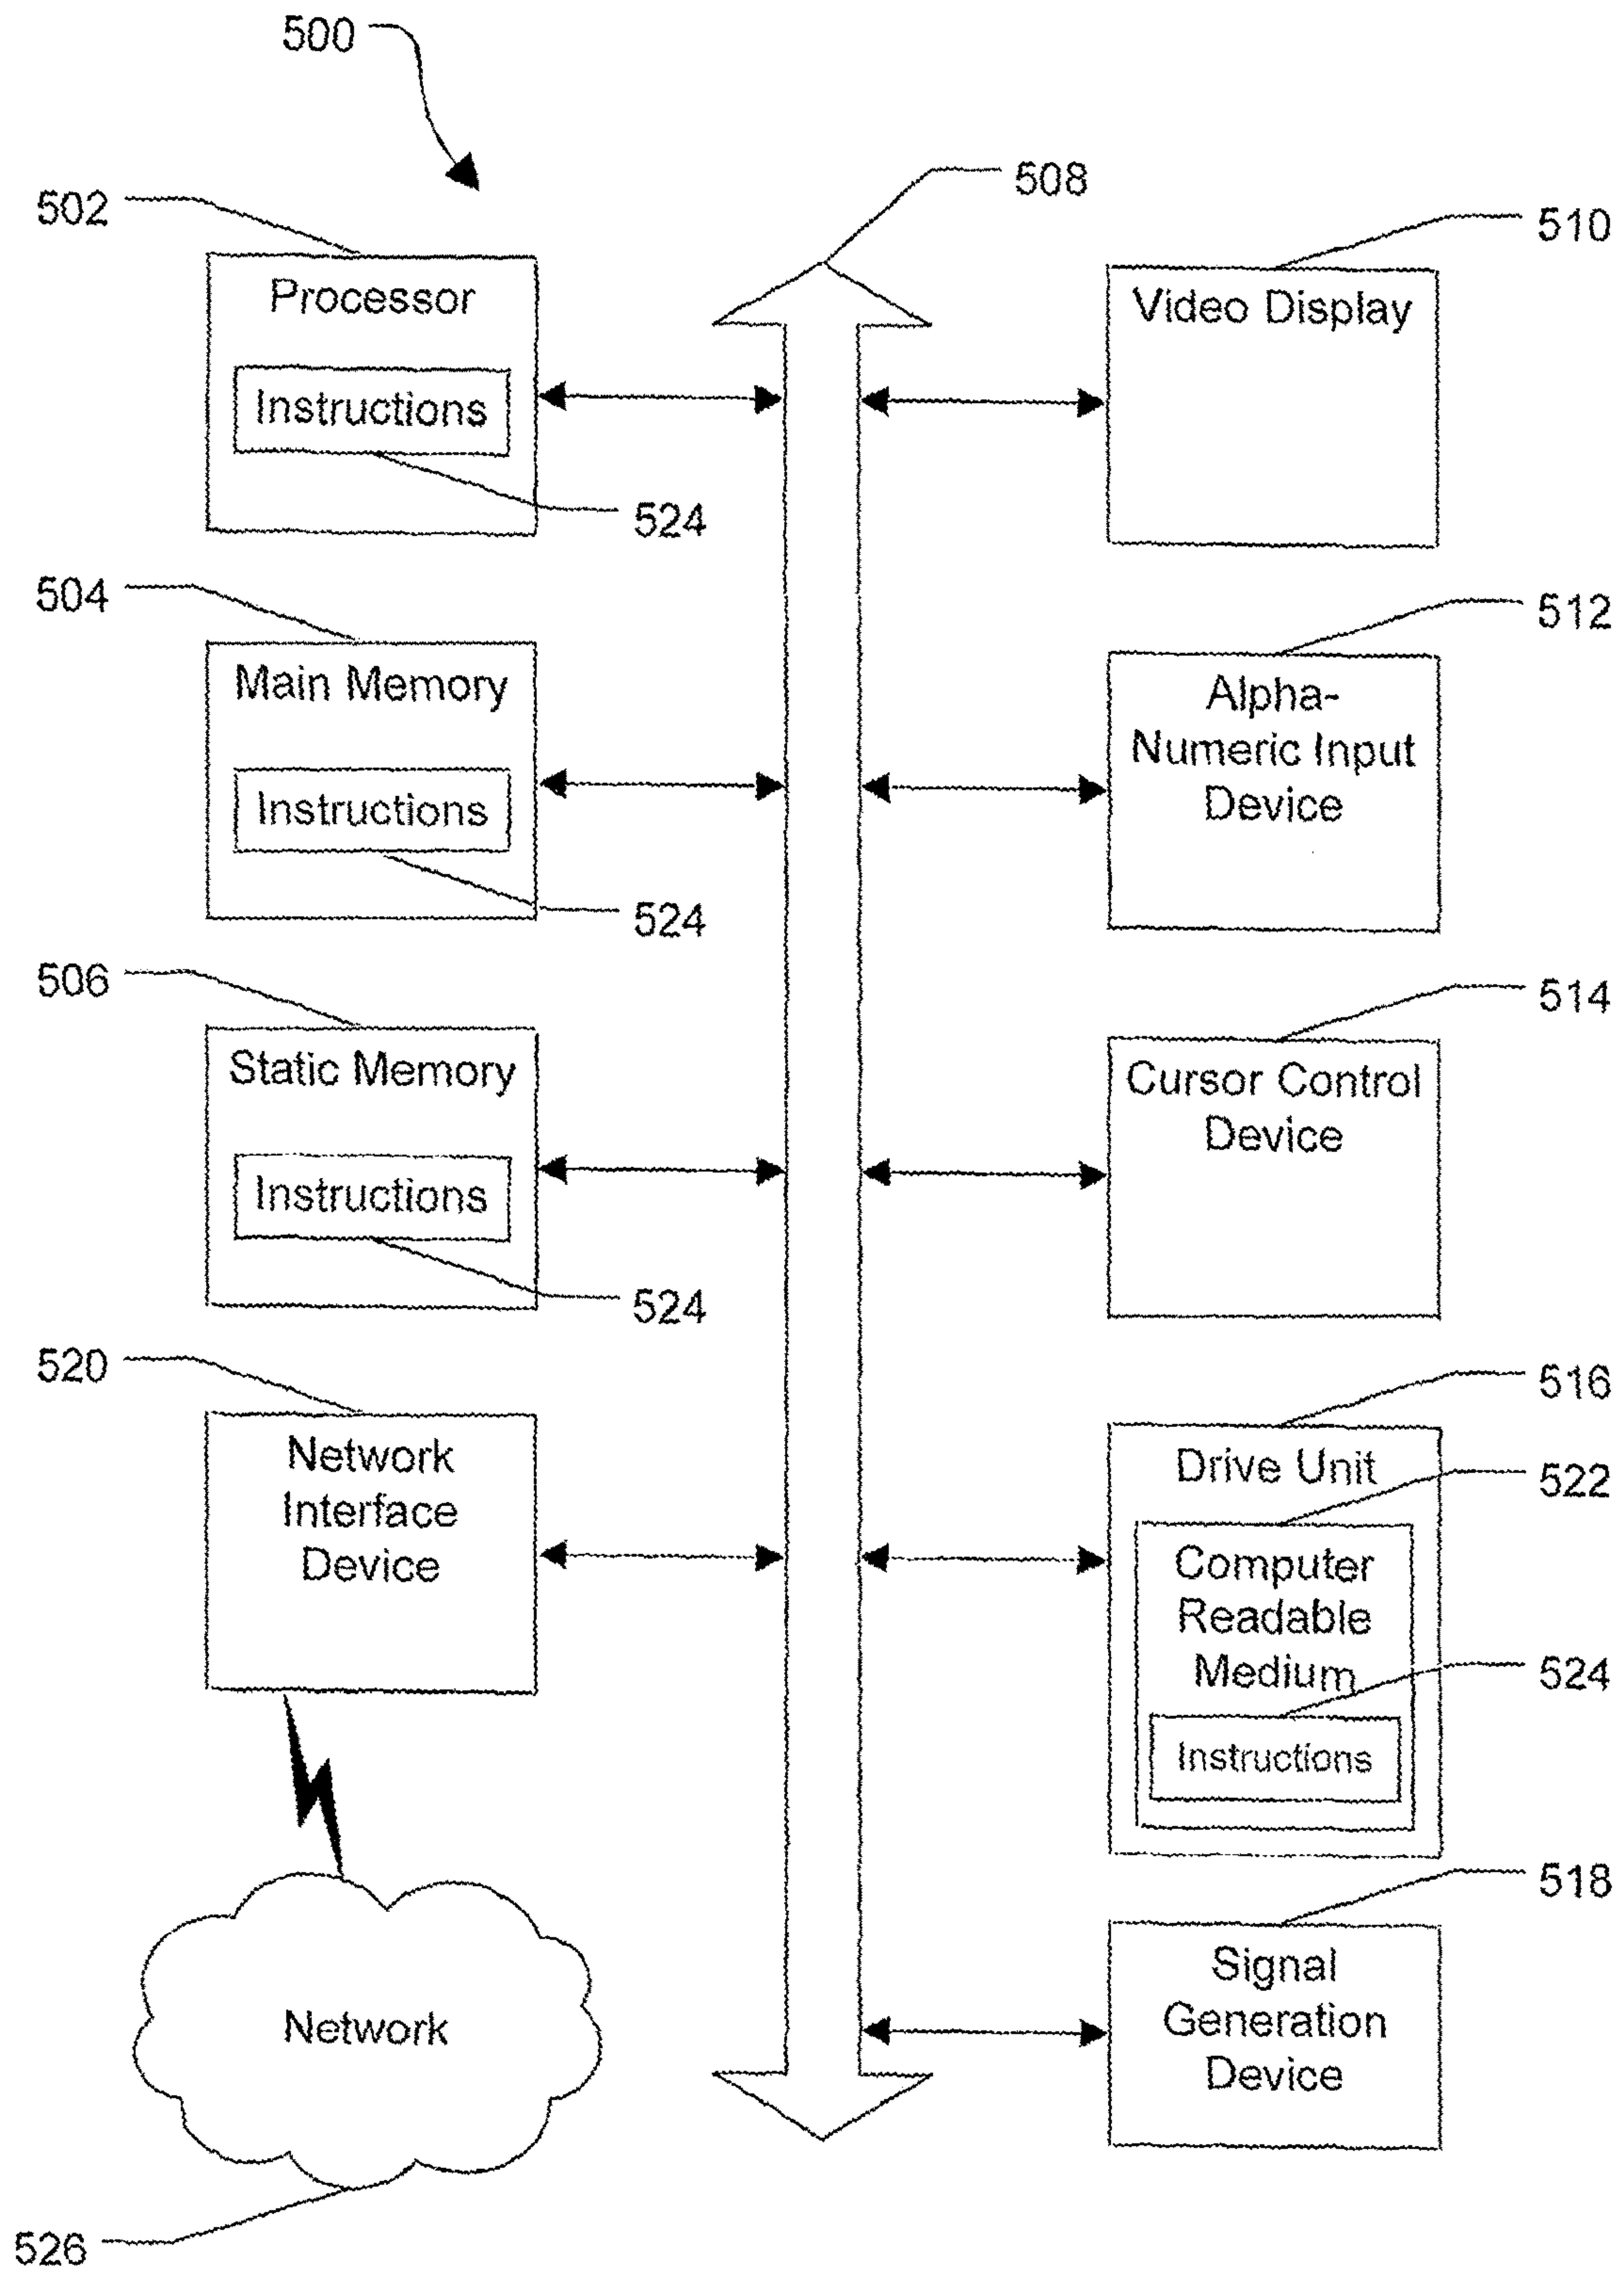 500
508
502
510
Processor
Video Display
Instructions
524
504
512
Main Memory
Alpha-
Numeric Input
Device
Instructions
524
506
514
Static Memory
Cursor Control
Device
Instructions
524
520
516
Network
Interface
Device
Drive Unit
522
Computer
Readable
Medium
524
Instructions
518
Signal
Generation
Device
Network
526